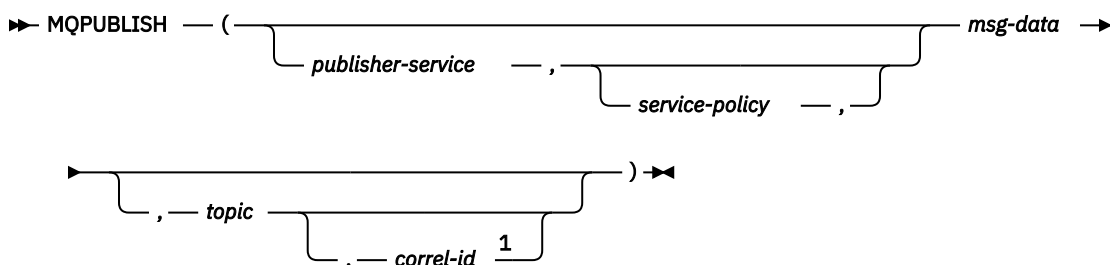 MQPUBLISH ( msg-data
publisher-service ,
service-policy ,
)
, topic
, correl-id 1